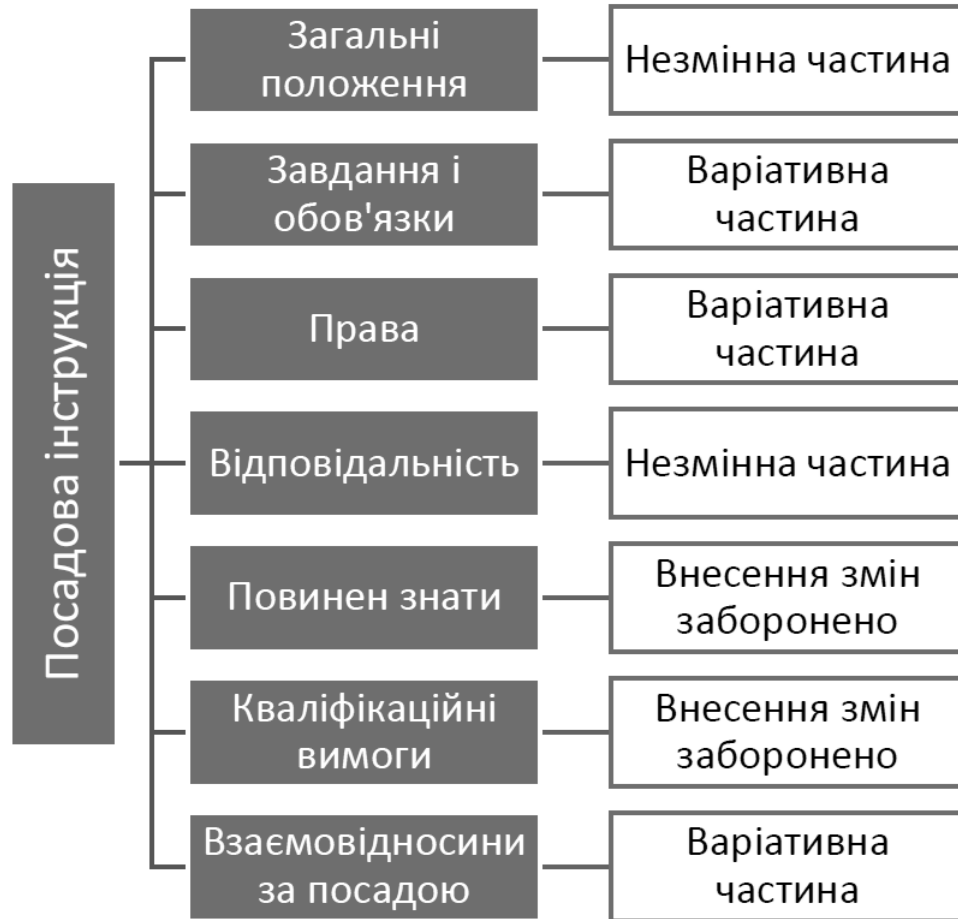 Посадова інструкція
Загальні
положення
Незмінна частина
Завдання і
обов'язки
Варіативна
частина
Права
Варіативна
частина
Відповідальність
Незмінна частина
Повинен знати
Внесення змін
заборонено
Кваліфікаційні
вимоги
Внесення змін
заборонено
Взаємовідносини
за посадою
Варіативна
частина